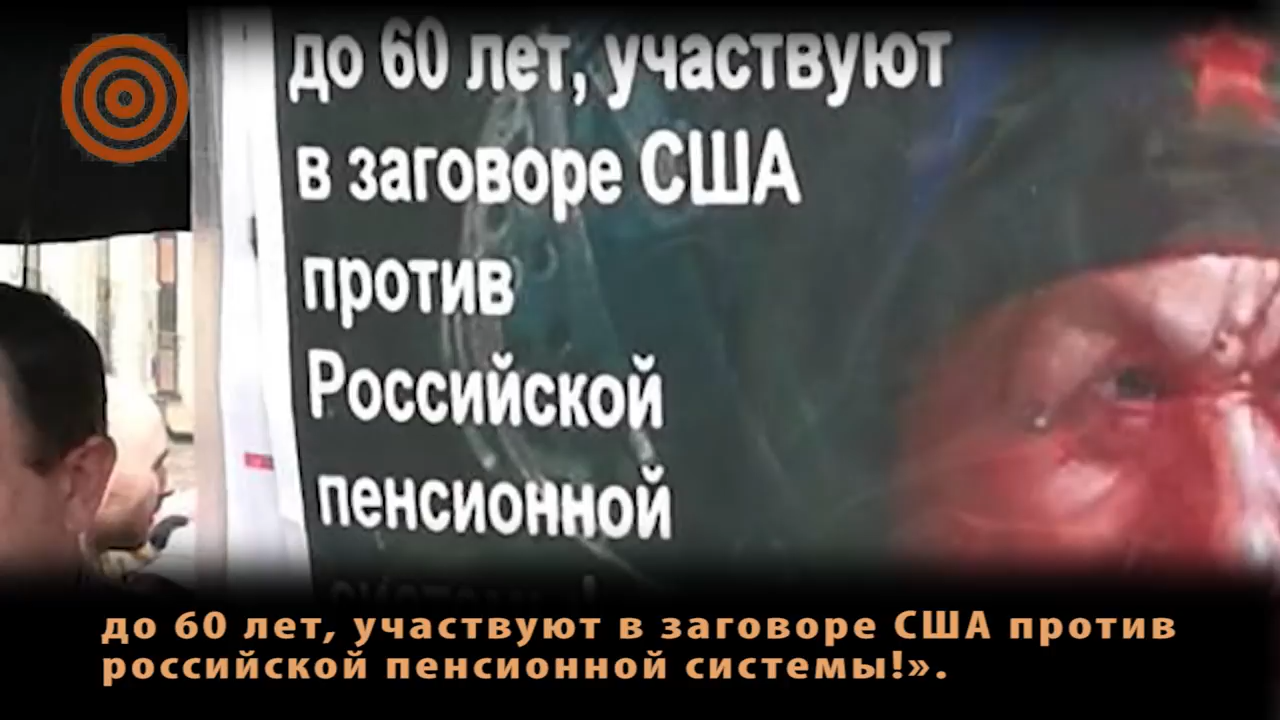 до 60 лет, участвуют
в заговоре США
против
Российской
пенсионной
системы!
до 60 лет, участвуют в заговоре США против
российской пенсионной системы!».